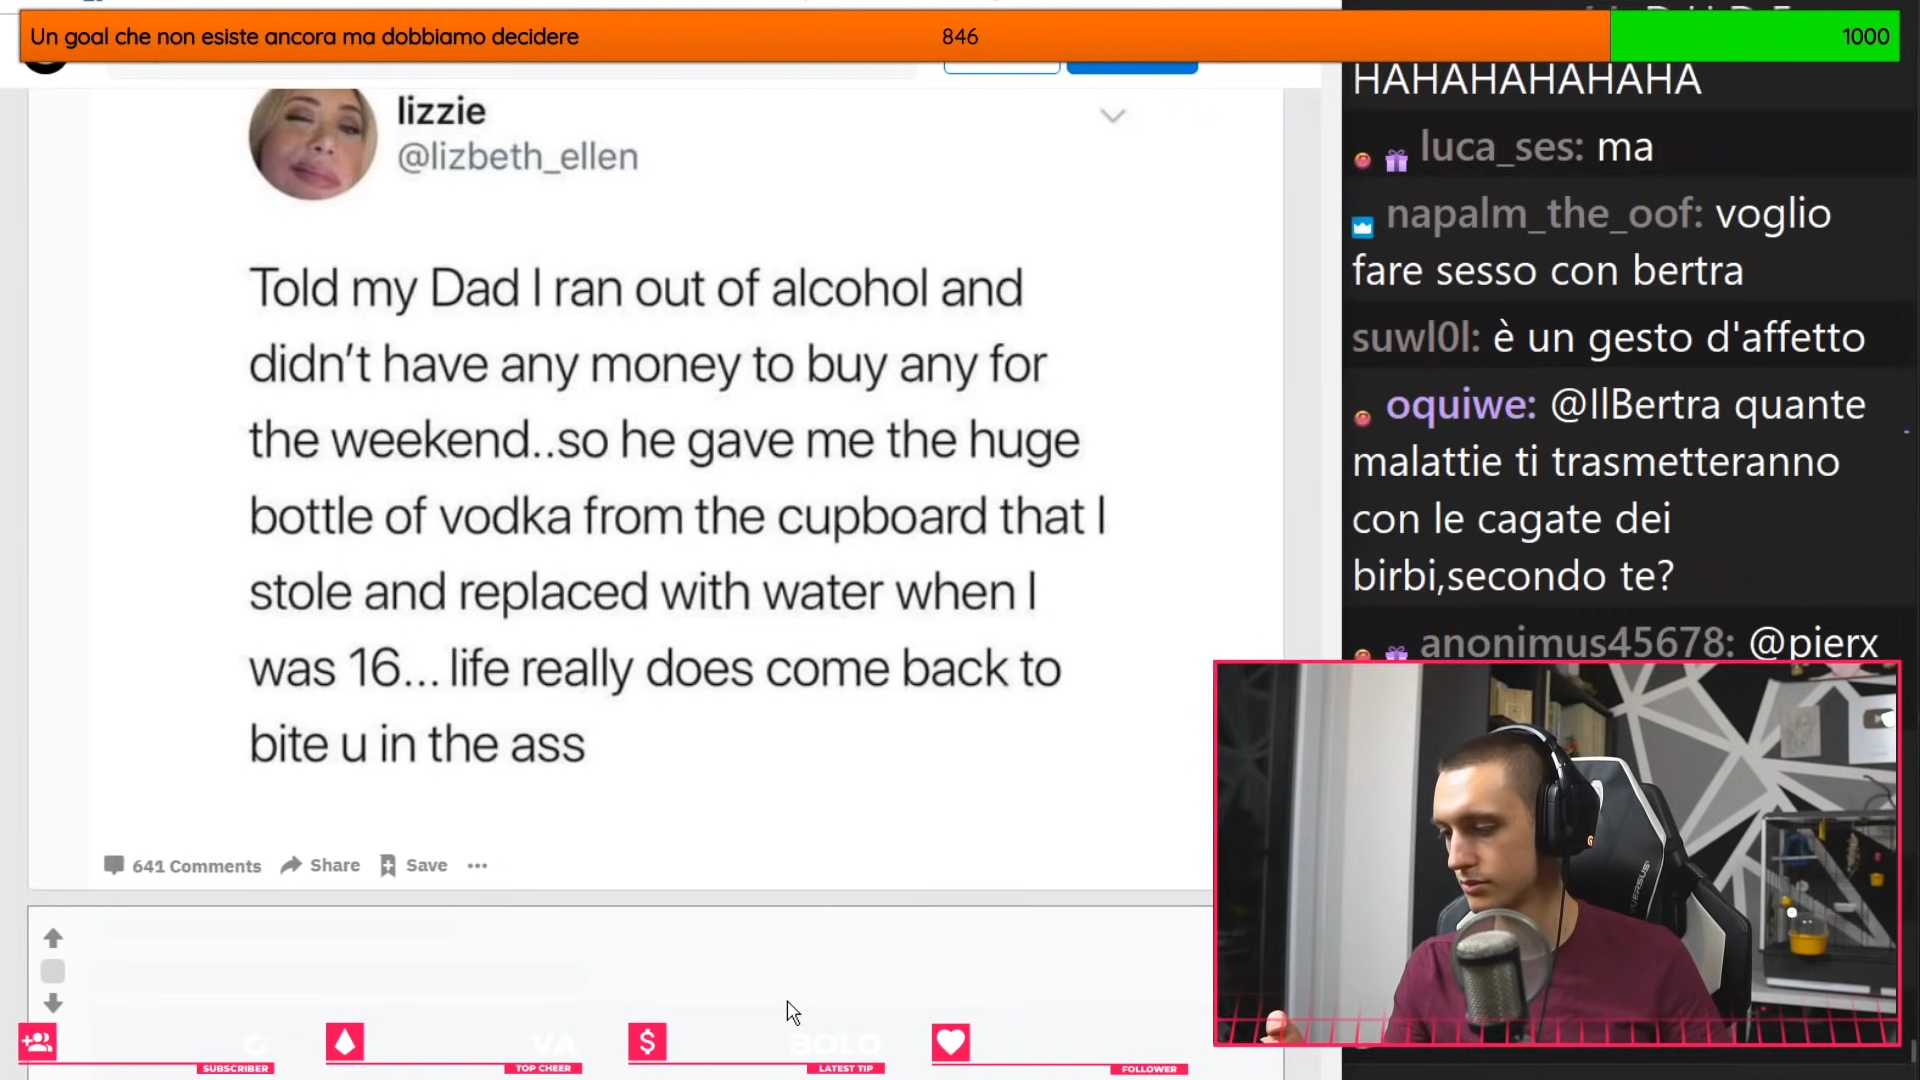 Un goal che non esiste ancora ma dobbiamo decidere
846
1000
lizzie
@lizbeth_ellen
Told my Dad I ran out of alcohol and
didn't have any money to buy any for
the weekend..so he gave me the huge
bottle of vodka from the cupboard that I
stole and replaced with water when I
was 16... life really does come back to
bite u in the ass
641 Comments
Share
Save
HAHAHAHAHAHA
luca_ses: ma
napalm_the_oof: voglio
fare sesso con bertra
suwl0l: è un gesto d'affetto
oquiwe: @IlBertra quante
malattie ti trasmetteranno
con le cagate dei
birbi,secondo te?
anonimus45678: @pierx
SUBSCRIBER
TOP CHEER
LATEST TIP
FOLLOWER